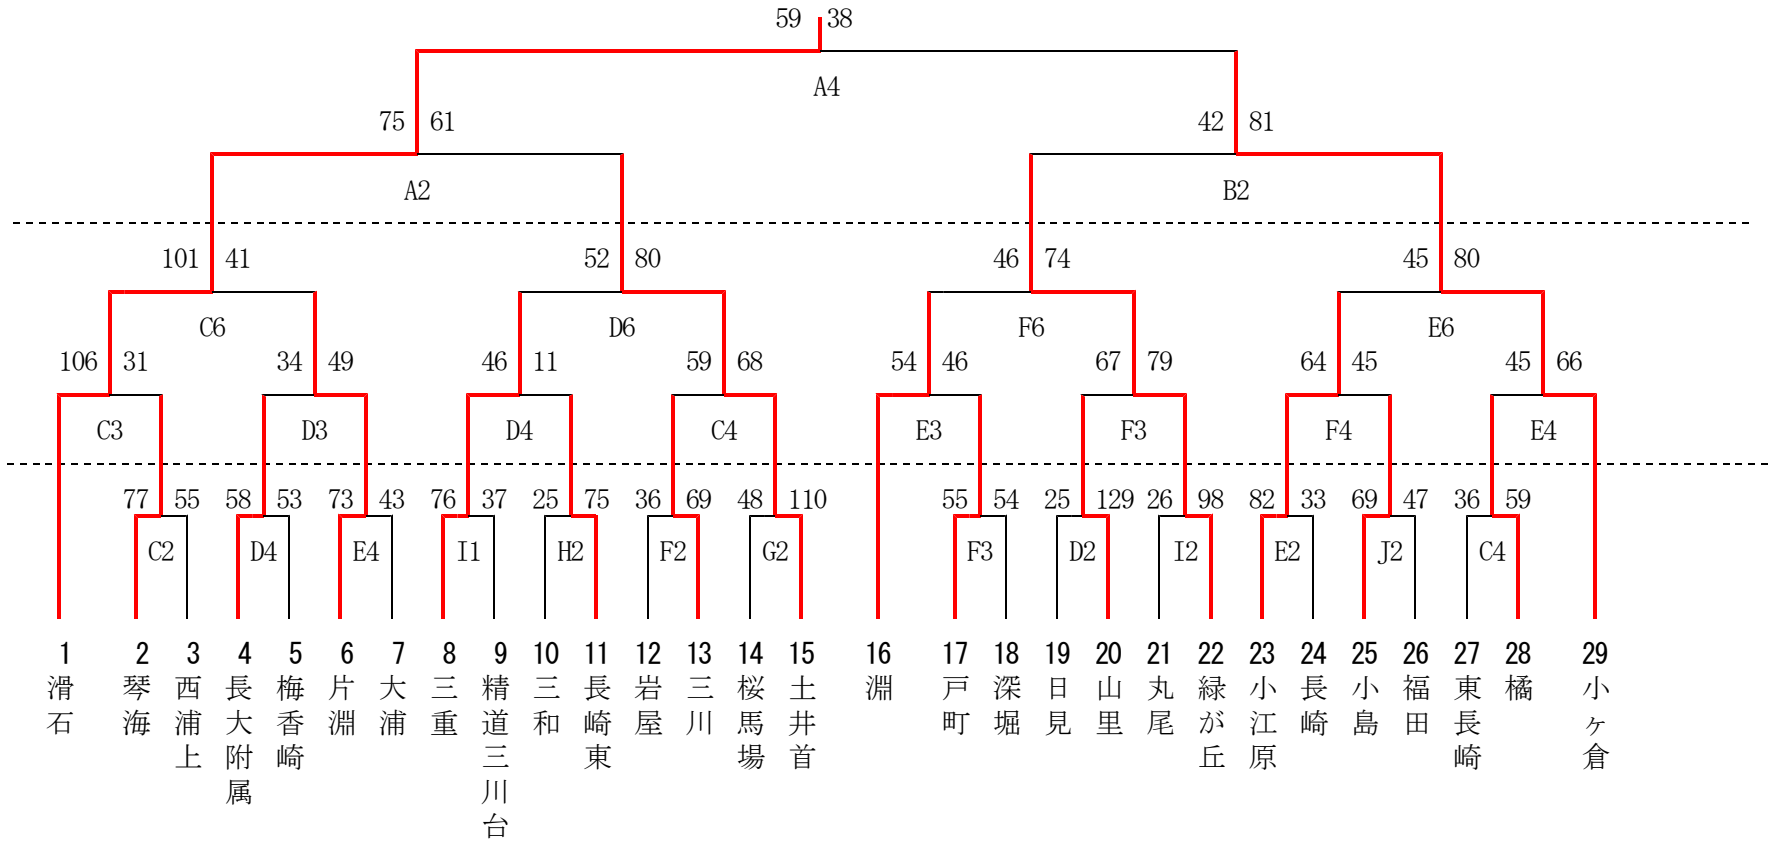 59 38
A4
75 61 42 81
A2 B2
101 41 52 80 46 74 45 80
C6 D6 F6 E6
106 31 34 49 46 11 59 68 54 46 67 79 64 45 45 66
C3 D3 D4 C4 E3 F3 F4 E4
77 55 58 53 73 43 76 37 25 75 36 69 48 110 55 54 25 129 26 98 82 33 69 47 36 59
C2 D4 E4 I1 H2 F2 G2 F3 D2 I2 E2 J2 C4
1 2 3 4 5 6 7 8 9 10 11 12 13 14 15 16 17 18 19 20 21 22 23 24 25 26 27 28 29
滑石
琴海
西浦上
長大附属
梅香崎
片淵
大浦
三重
精道三川台
三和
長崎東
岩屋
三川
桜馬場
土井首
淵
戸町
深堀
日見
山里
丸尾
緑が丘
小江原
長崎
小島
福田
東長崎
橘
小ヶ倉